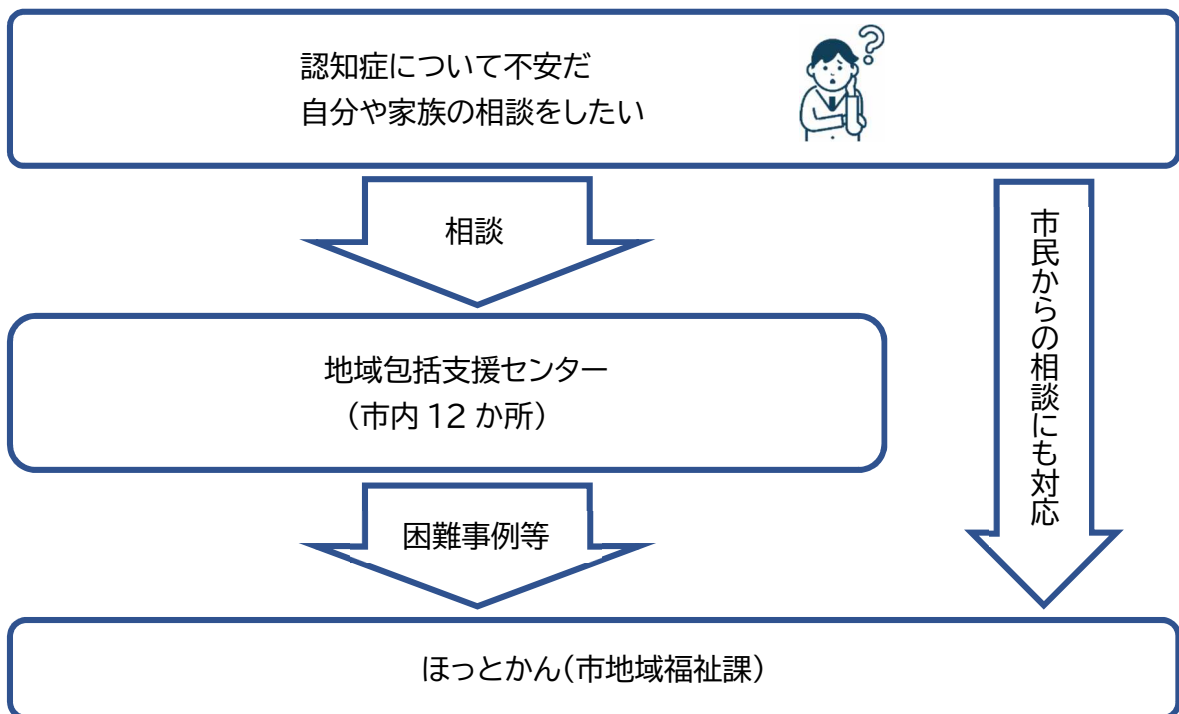 認知症について不安だ
自分や家族の相談をしたい
相談
市民からの相談にも対応
地域包括支援センター
（市内 12 か所）
困難事例等
ほっとかん（市地域福祉課）